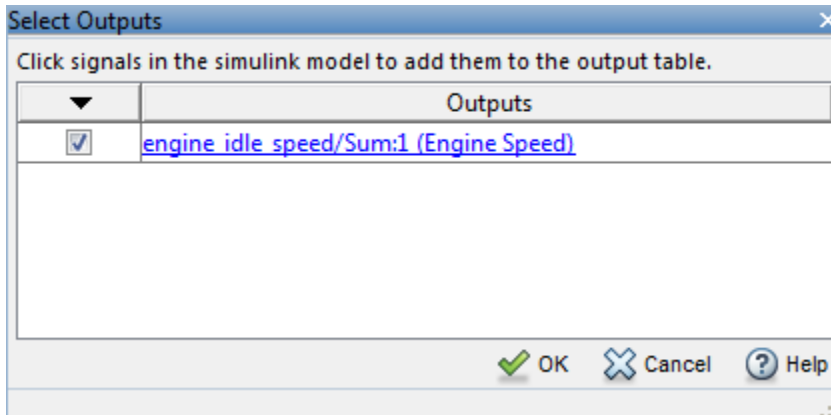 Select Outputs
Click signals in the simulink model to add them to the output table.
Outputs
engine_idle_speed/Sum:1 (Engine Speed)
OK Cancel Help